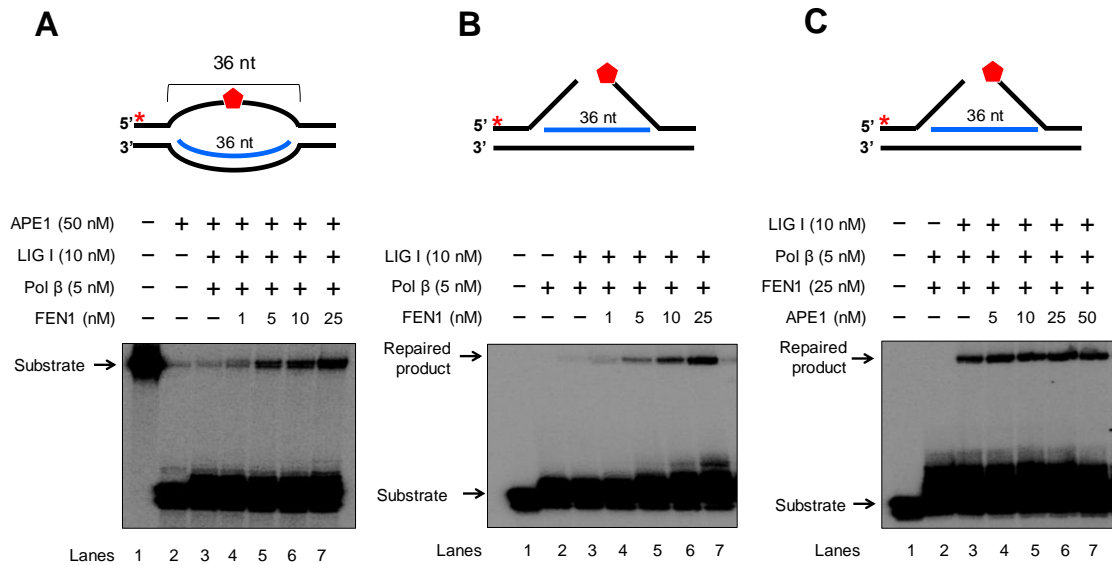 A
36 nt
5' *
36 nt
3'
APE1 (50 nM) – + + + + + +
LIG I (10 nM) – – + + + + +
Pol β (5 nM) – – + + + + +
FEN1 (nM) – – – 1 5 10 25
Substrate
Lanes 1 2 3 4 5 6 7
B
5' *
36 nt
3'
LIG I (10 nM) – – + + + + +
Pol β (5 nM) – + + + + + +
FEN1 (nM) – – – 1 5 10 25
Repaired product
Substrate
Lanes 1 2 3 4 5 6 7
C
5' *
36 nt
3'
LIG I (10 nM) – – + + + + +
Pol β (5 nM) – + + + + + +
FEN1 (25 nM) – + + + + + +
APE1 (nM) – – – 5 10 25 50
Repaired product
Substrate
Lanes 1 2 3 4 5 6 7